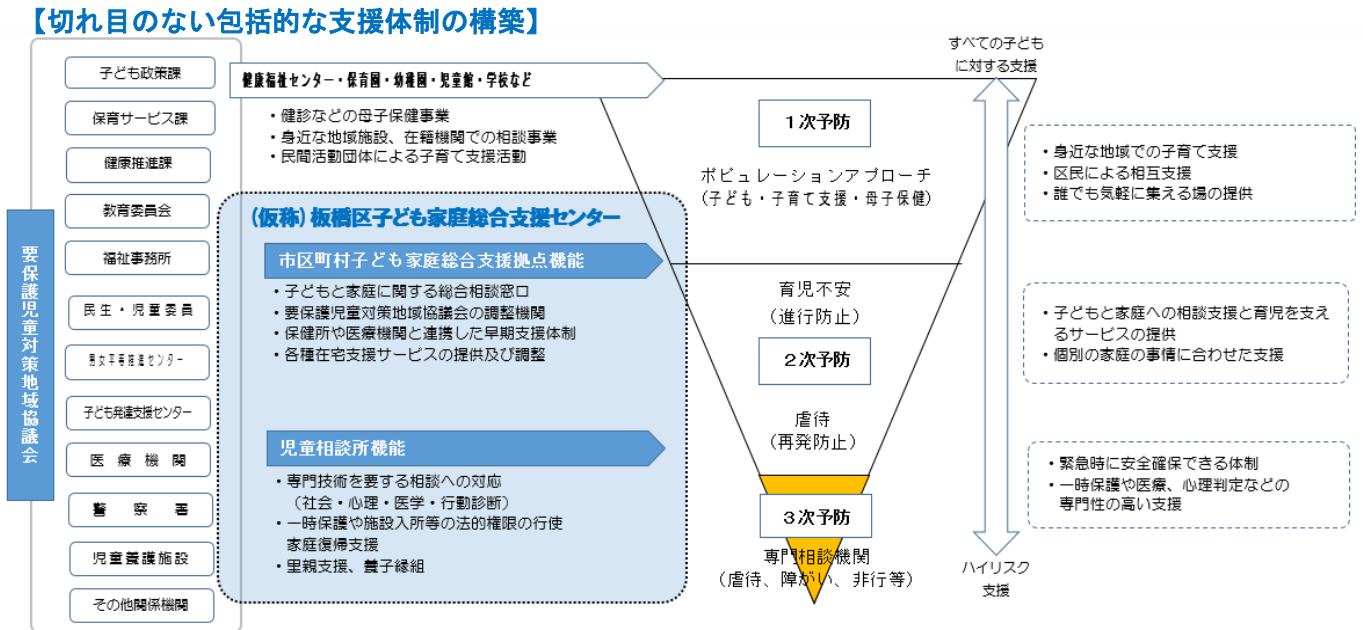 【切れ目のない包括的な支援体制の構築】
要保護児童対策地域協議会
子ども政策課
保育サービス課
健康推進課
教育委員会
福祉事務所
民生・児童委員
男女平等推進センター
子ども発達支援センター
医療機関
警察署
児童養護施設
その他関係機関
健康福祉センター・保育園・幼稚園・児童館・学校など
・健診などの母子保健事業
・身近な地域施設、在籍機関での相談事業
・民間活動団体による子育て支援活動
(仮称)板橋区子ども家庭総合支援センター
市区町村子ども家庭総合支援拠点機能
・子どもと家庭に関する総合相談窓口
・要保護児童対策地域協議会の調整機関
・保健所や医療機関と連携した早期支援体制
・各種在宅支援サービスの提供及び調整
児童相談所機能
・専門技術を要する相談への対応
(社会・心理・医学・行動診断)
・一時保護や施設入所等の法的権限の行使
家庭復帰支援
・里親支援、養子縁組
1次予防
ポピュレーションアプローチ
(子ども・子育て支援・母子保健)
育児不安
(進行防止)
2次予防
虐待
(再発防止)
3次予防
専門相談機関
(虐待、障がい、非行等)
すべての子ども
に対する支援
ハイリスク
支援
・身近な地域での子育て支援
・区民による相互支援
・誰でも気軽に集える場の提供
・子どもと家庭への相談支援と育児を支え
るサービスの提供
・個別の家庭の事情に合わせた支援
・緊急時に安全確保できる体制
・一時保護や医療、心理判定などの
専門性の高い支援